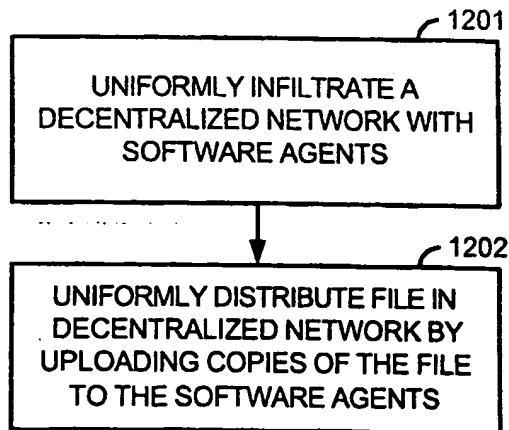 1201
UNIFORMLY INFILTRATE A
DECENTRALIZED NETWORK WITH
SOFTWARE AGENTS
1202
UNIFORMLY DISTRIBUTE FILE IN
DECENTRALIZED NETWORK BY
UPLOADING COPIES OF THE FILE
TO THE SOFTWARE AGENTS